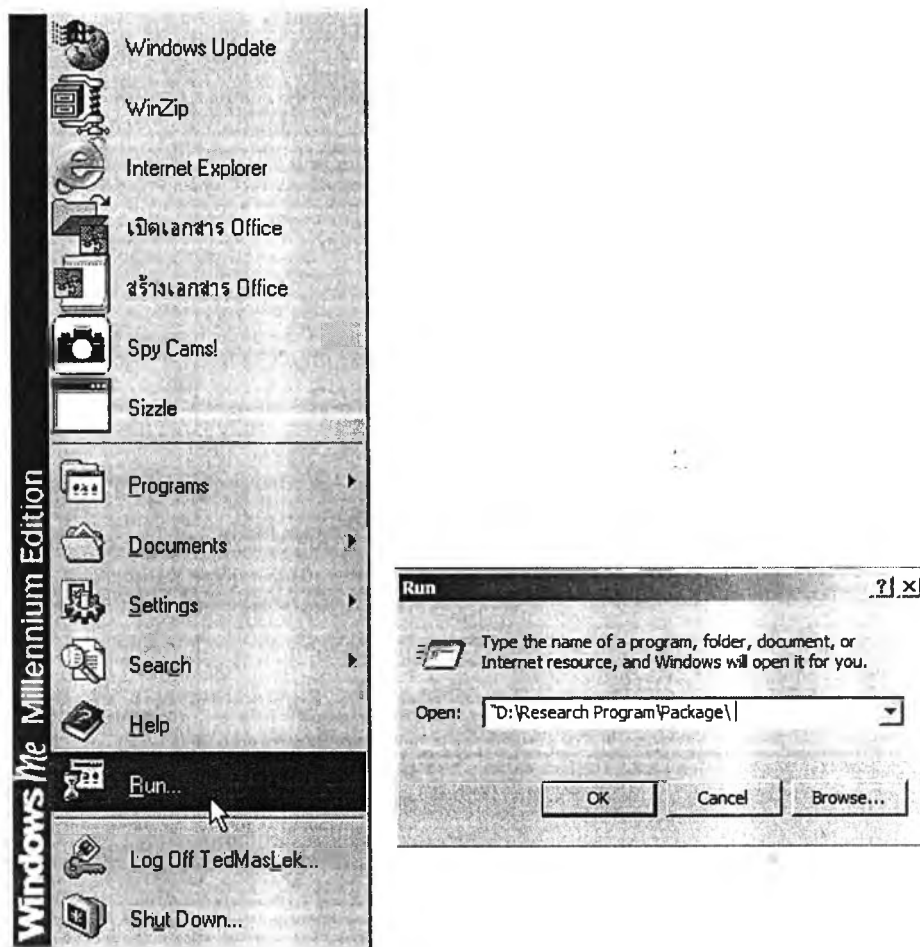 Windows Me Millennium Edition
Windows Update
WinZip
Internet Explorer
เปิดเอกสาร Office
สร้างเอกสาร Office
Spy Cams!
Sizzle
Programs
Documents
Settings
Search
Help
Run...
Log Off TedMasLek...
Shut Down...
Run
Type the name of a program, folder, document, or
Internet resource, and Windows will open it for you.
Open: "D:\Research Program\Package\
OK Cancel Browse...